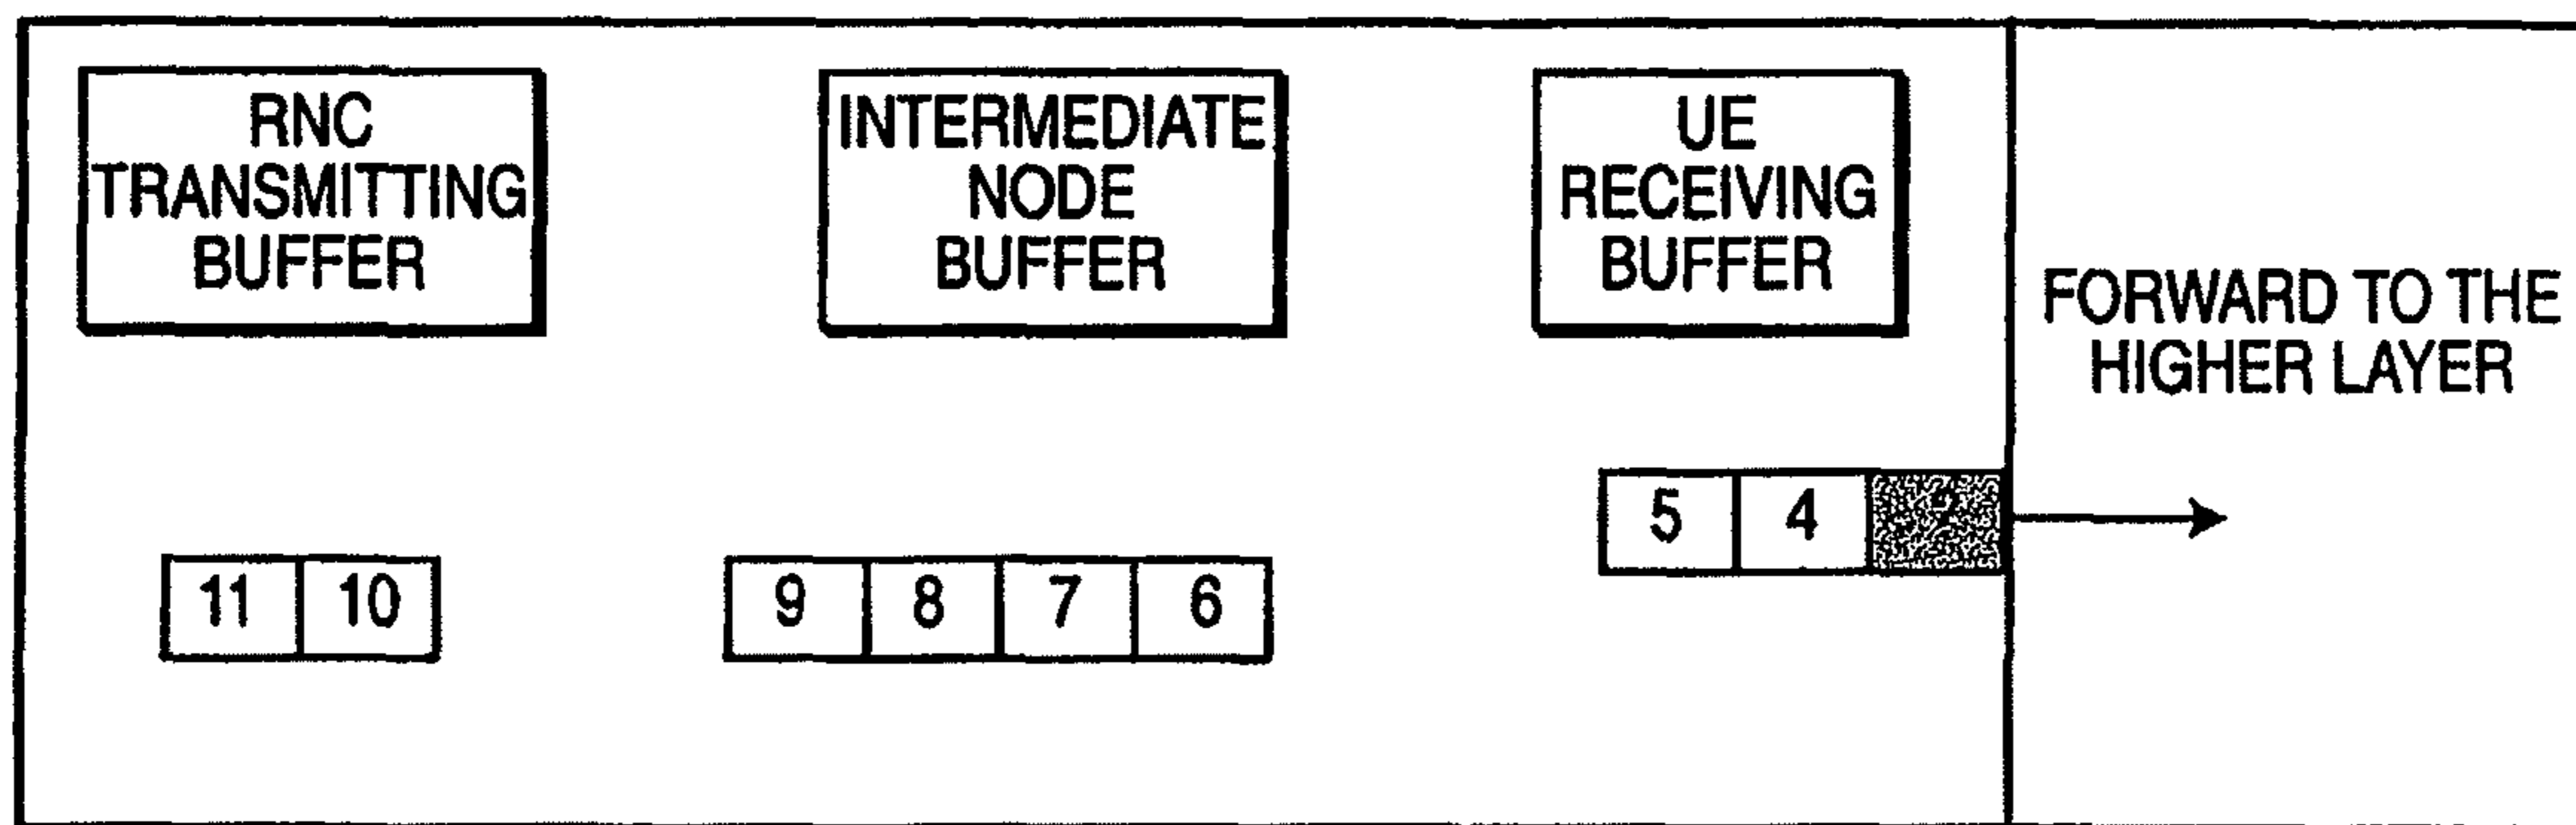 RNC
TRANSMITTING
BUFFER
INTERMEDIATE
NODE
BUFFER
UE
RECEIVING
BUFFER
FORWARD TO THE
HIGHER LAYER
5 4
11 10
9 8 7 6